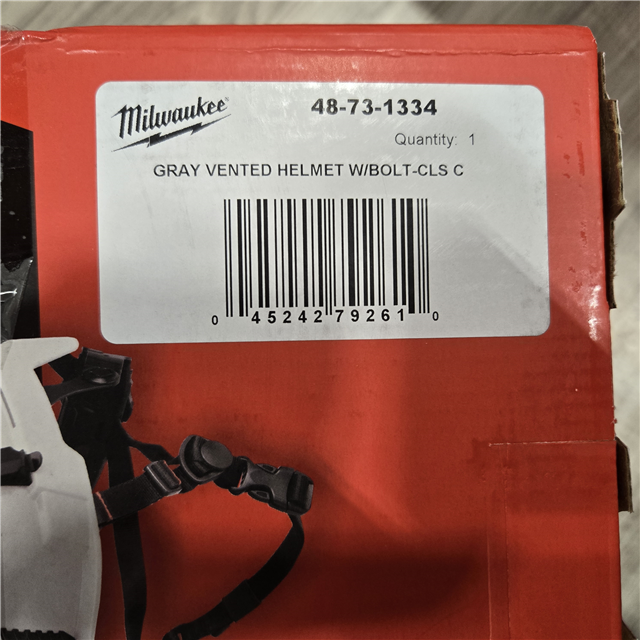 Milwaukee
48-73-1334
Quantity: 1
GRAY VENTED HELMET W/BOLT-CLS C
0 45242 79261 0